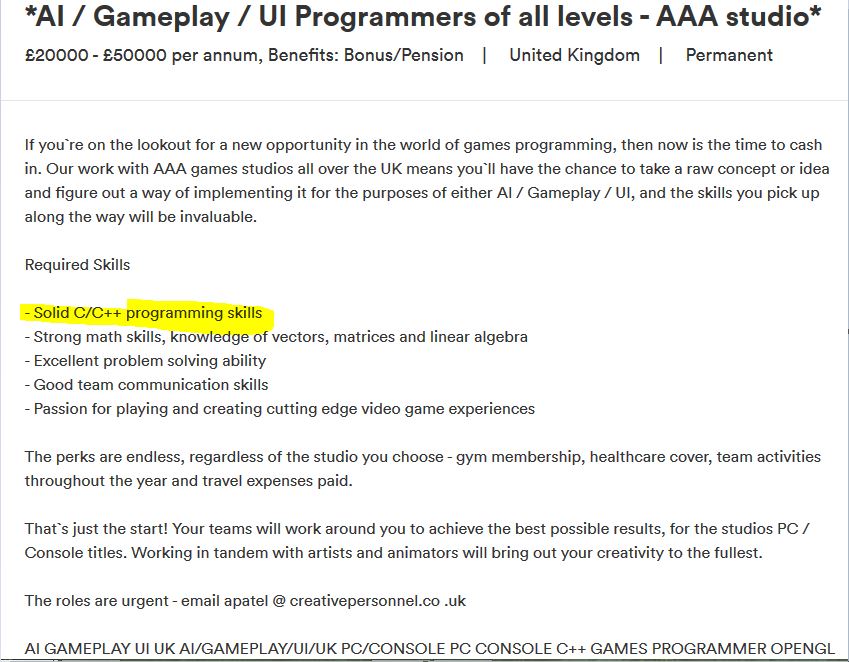 *AI / Gameplay / UI Programmers of all levels - AAA studio*
£20000 - £50000 per annum, Benefits: Bonus/Pension | United Kingdom | Permanent
If you`re on the lookout for a new opportunity in the world of games programming, then now is the time to cash
in. Our work with AAA games studios all over the UK means you`ll have the chance to take a raw concept or idea
and figure out a way of implementing it for the purposes of either AI / Gameplay / UI, and the skills you pick up
along the way will be invaluable.
Required Skills
- Solid C/C++ programming skills
- Strong math skills, knowledge of vectors, matrices and linear algebra
- Excellent problem solving ability
- Good team communication skills
- Passion for playing and creating cutting edge video game experiences
The perks are endless, regardless of the studio you choose - gym membership, healthcare cover, team activities
throughout the year and travel expenses paid.
That`s just the start! Your teams will work around you to achieve the best possible results, for the studios PC /
Console titles. Working in tandem with artists and animators will bring out your creativity to the fullest.
The roles are urgent - email apatel @ creativepersonnel.co .uk
AI GAMEPLAY UI UK AI/GAMEPLAY/UI/UK PC/CONSOLE PC CONSOLE C++ GAMES PROGRAMMER OPENGL